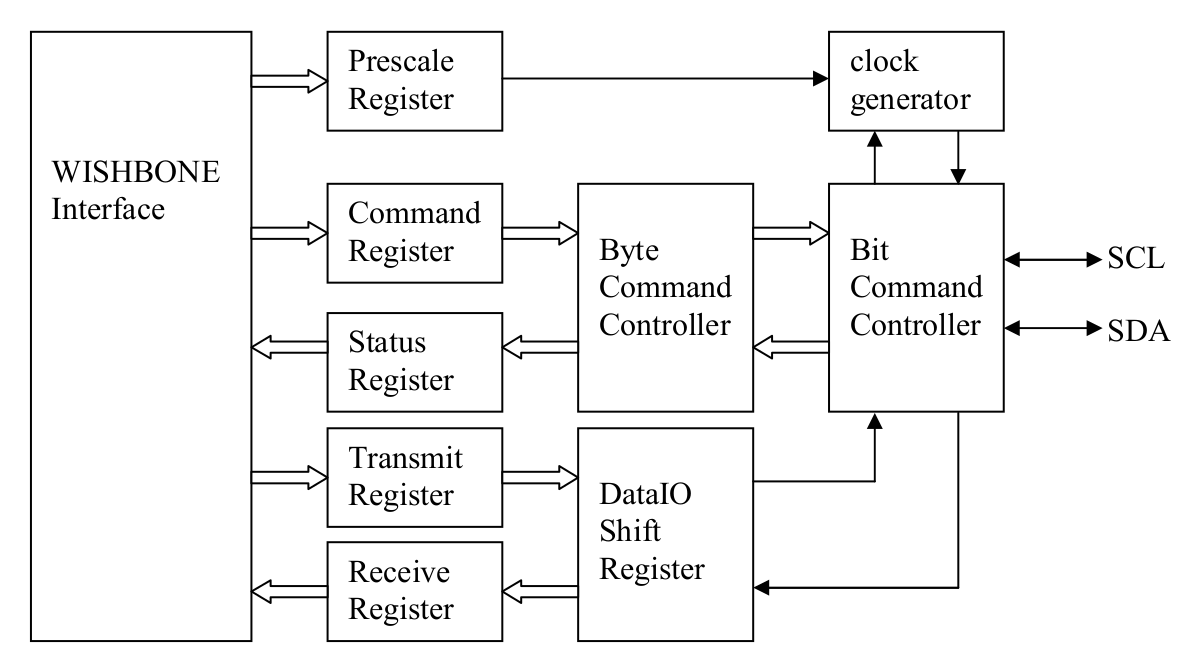 Prescale
Register
clock
generator
WISHBONE
Interface
Command
Register
Byte
Command
Controller
Bit
Command
Controller
SCL
SDA
Status
Register
Transmit
Register
DataIO
Shift
Register
Receive
Register